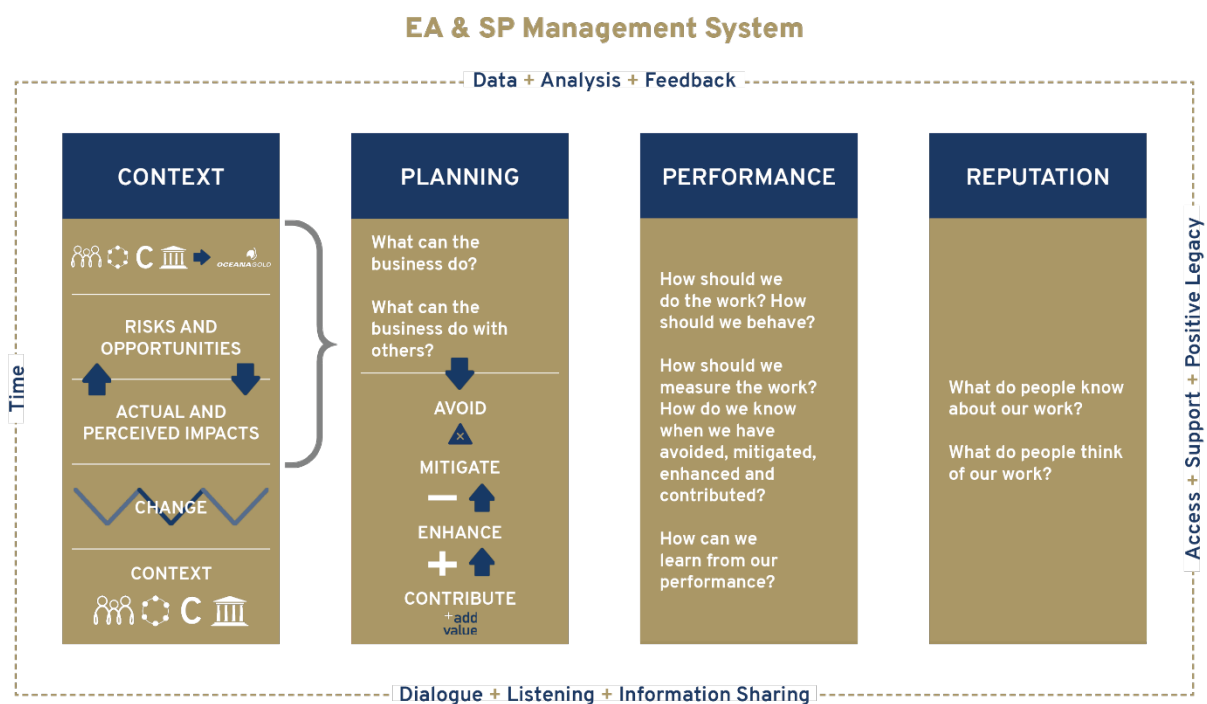 EA & SP Management System
Data + Analysis + Feedback
Time
CONTEXT
C
OCEANAGOLD
RISKS AND
OPPORTUNITIES
ACTUAL AND
PERCEIVED IMPACTS
CHANGE
CONTEXT
C
PLANNING
What can the
business do?
What can the
business do with
others?
AVOID
MITIGATE
ENHANCE
CONTRIBUTE
+add
value
PERFORMANCE
How should we
do the work? How
should we behave?
How should we
measure the work?
How do we know
when we have
avoided, mitigated,
enhanced and
contributed?
How can we
learn from our
performance?
REPUTATION
What do people know
about our work?
What do people think
of our work?
Access + Support + Positive Legacy
Dialogue + Listening + Information Sharing